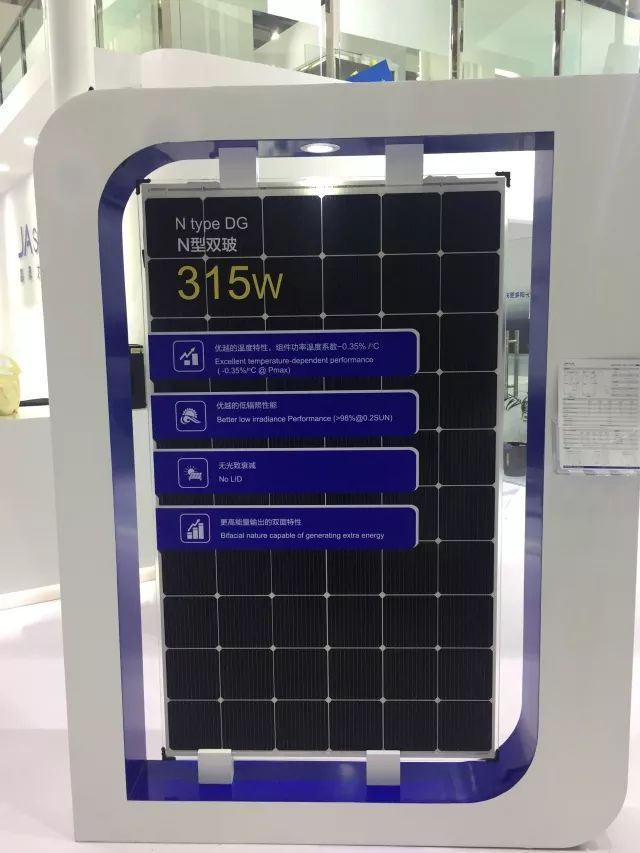 JA S
N type DG
N型双玻
315W
优越的温度特性，组件功率温度系数-0.35% /°C
Excellent temperature-dependent performance
( -0.35%/°C @ Pmax)
优越的低辐照性能
Better low irradiance Performance (>96%@0.2SUN)
无光致衰减
No LID
更高能量输出的双面特性
Bifacial nature capable of generating extra energy